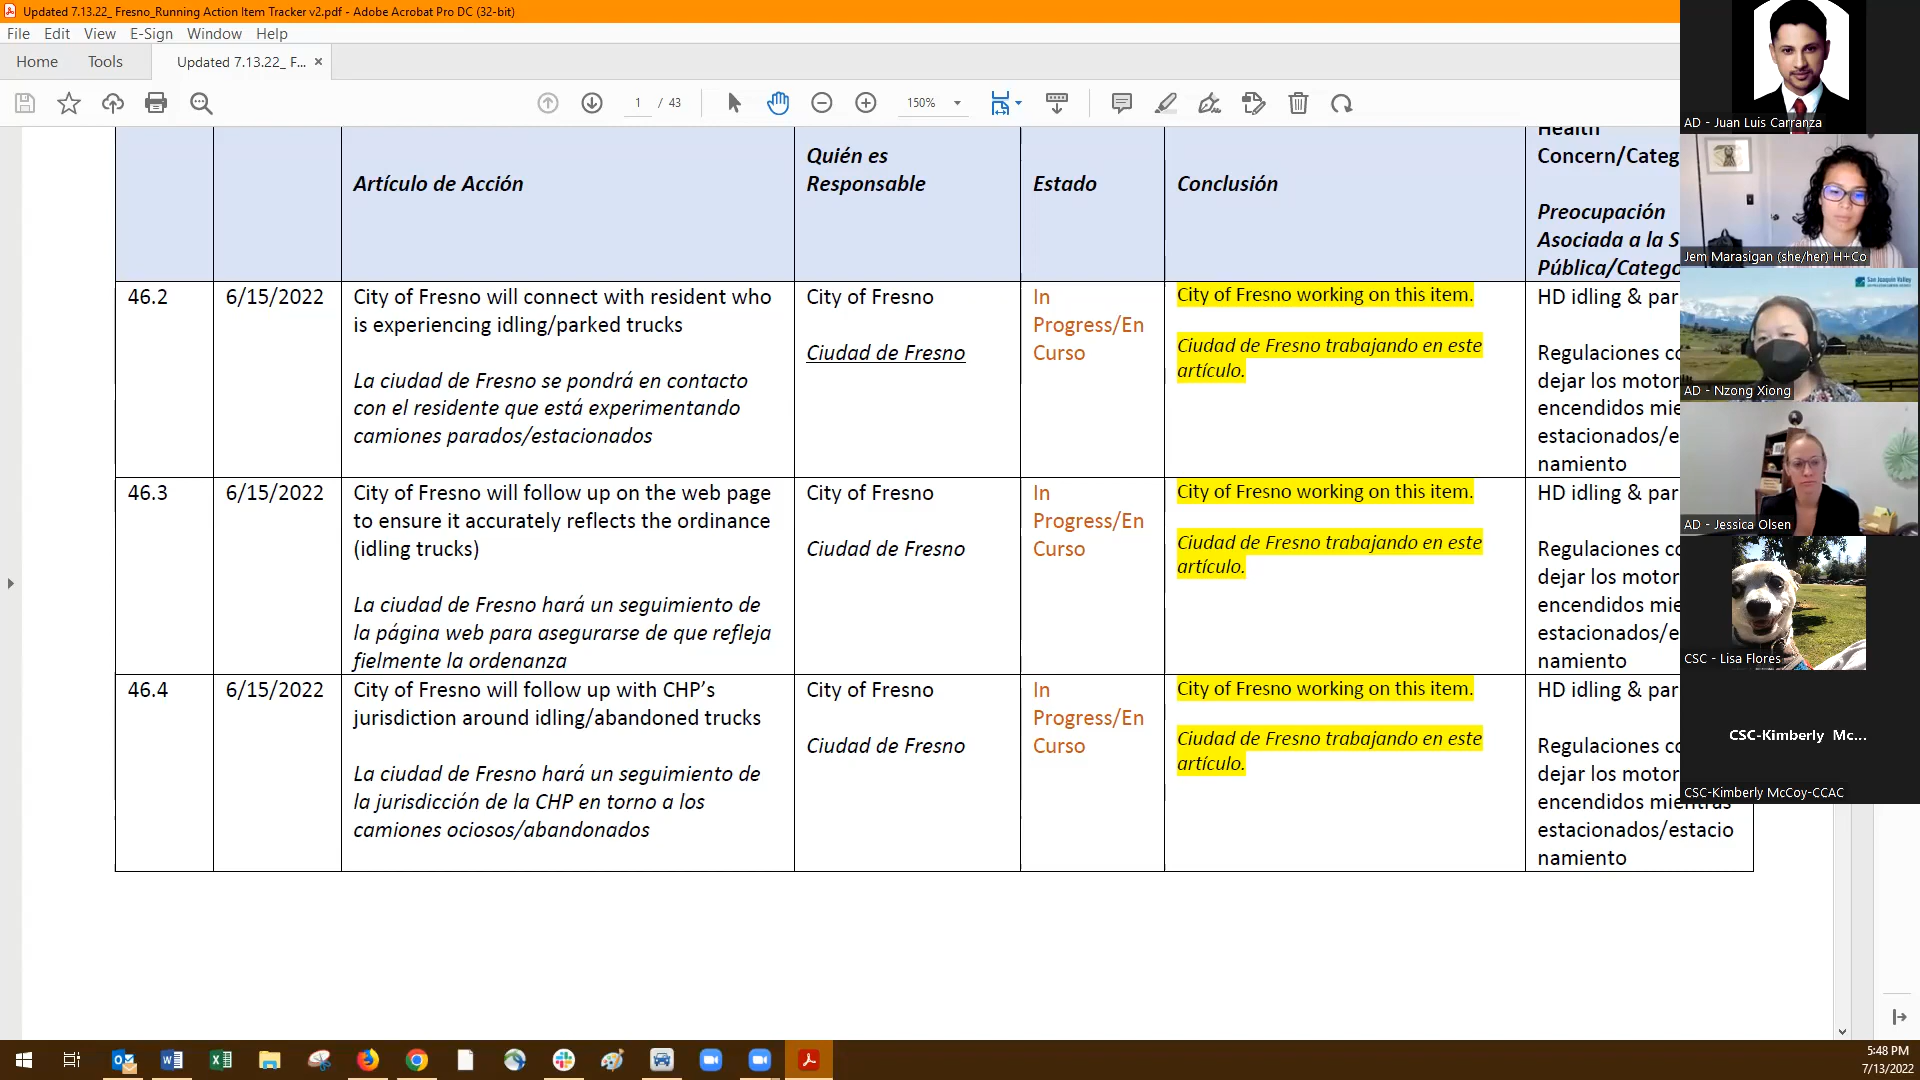 Updated 7.13.22_ Fresno_Running Action Item Tracker v2.pdf - Adobe Acrobat Pro DC (32-bit)
File Edit View E-Sign Window Help
Home Tools Updated 7.13.22_ F... ×
1 / 43 150%
Artículo de Acción
Quién es
Responsable
Estado
Conclusión
Health
Concern/Categ
Preocupación
Asociada a la S
Pública/Catego
46.2
6/15/2022
City of Fresno will connect with resident who
is experiencing idling/parked trucks
La ciudad de Fresno se pondrá en contacto
con el residente que está experimentando
camiones parados/estacionados
City of Fresno
Ciudad de Fresno
In
Progress/En
Curso
City of Fresno working on this item.
Ciudad de Fresno trabajando en este
artículo.
HD idling & par
Regulaciones co
dejar los motor
encendidos mie
estacionados/e
namiento
46.3
6/15/2022
City of Fresno will follow up on the web page
to ensure it accurately reflects the ordinance
(idling trucks)
La ciudad de Fresno hará un seguimiento de
la página web para asegurarse de que refleja
fielmente la ordenanza
City of Fresno
Ciudad de Fresno
In
Progress/En
Curso
City of Fresno working on this item.
Ciudad de Fresno trabajando en este
artículo.
HD idling & par
Regulaciones co
dejar los motor
encendidos mie
estacionados/e
namiento
46.4
6/15/2022
City of Fresno will follow up with CHP’s
jurisdiction around idling/abandoned trucks
La ciudad de Fresno hará un seguimiento de
la jurisdicción de la CHP en torno a los
camiones ociosos/abandonados
City of Fresno
Ciudad de Fresno
In
Progress/En
Curso
City of Fresno working on this item.
Ciudad de Fresno trabajando en este
artículo.
HD idling & par
Regulaciones co
dejar los motor
encendidos mientras
estacionados/estacio
namiento
AD - Juan Luis Carranza
Jem Marasigan (she/her) H+Co
San Joaquin Valley
AD - Nzong Xiong
AD - Jessica Olsen
CSC - Lisa Flores
CSC-Kimberly Mc...
CSC-Kimberly McCoy-CCAC
5:48 PM
7/13/2022